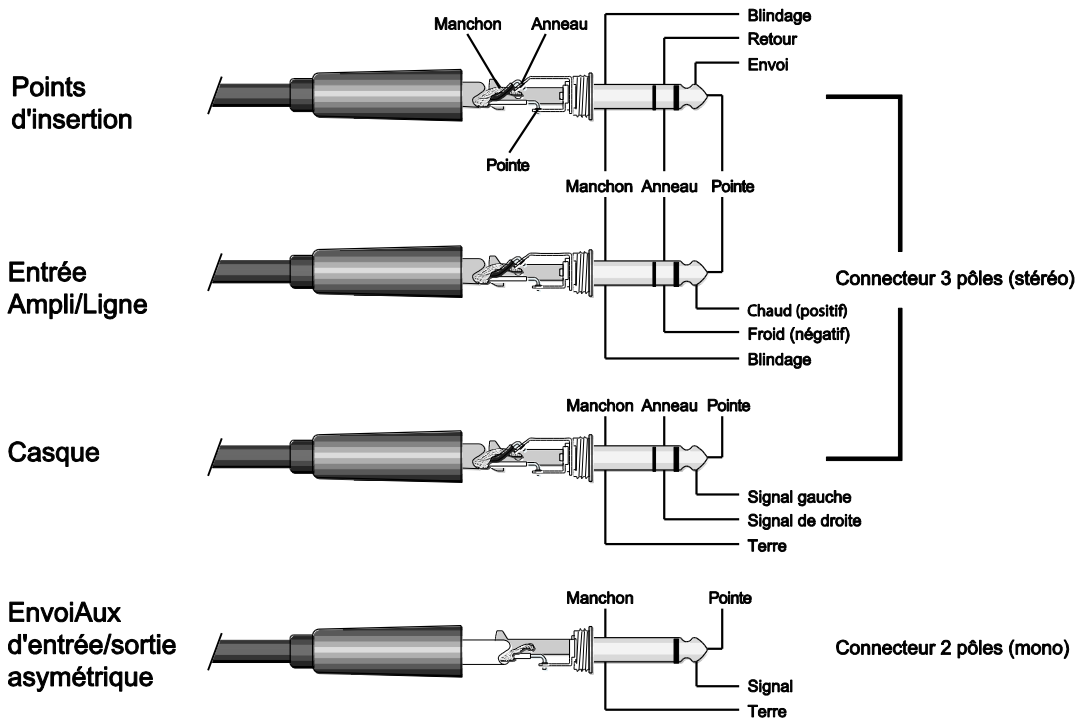 Manchon Anneau
Blindage
Retour
Envoi
Points
d'insertion
Pointe
Manchon Anneau Pointe
Entrée
Ampli/Ligne
Connecteur 3 pôles (stéréo)
Chaud (positif)
Froid (négatif)
Blindage
Manchon Anneau Pointe
Casque
Signal gauche
Signal de droite
Terre
Manchon Pointe
EnvoiAux
d'entrée/sortie
asymétrique
Connecteur 2 pôles (mono)
Signal
Terre